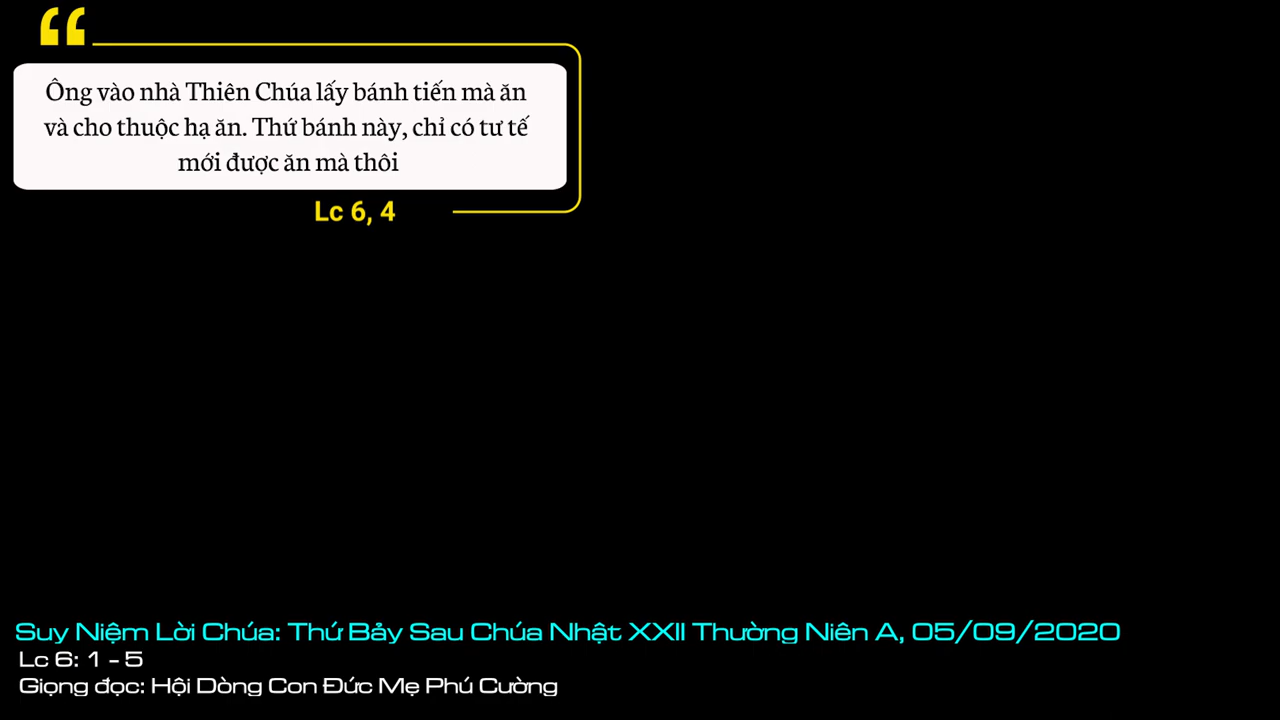 Ông vào nhà Thiên Chúa lấy bánh tiến mà ăn
và cho thuộc hạ ăn. Thứ bánh này, chỉ có tư tế
mới được ăn mà thôi
Lc 6, 4
Suy Niệm Lời Chúa: Thứ Bảy Sau Chúa Nhật XXII Thường Niên A, 05/09/2020
Lc 6: 1 - 5
Giọng đọc: Hội Dòng Con Đức Mẹ Phú Cường